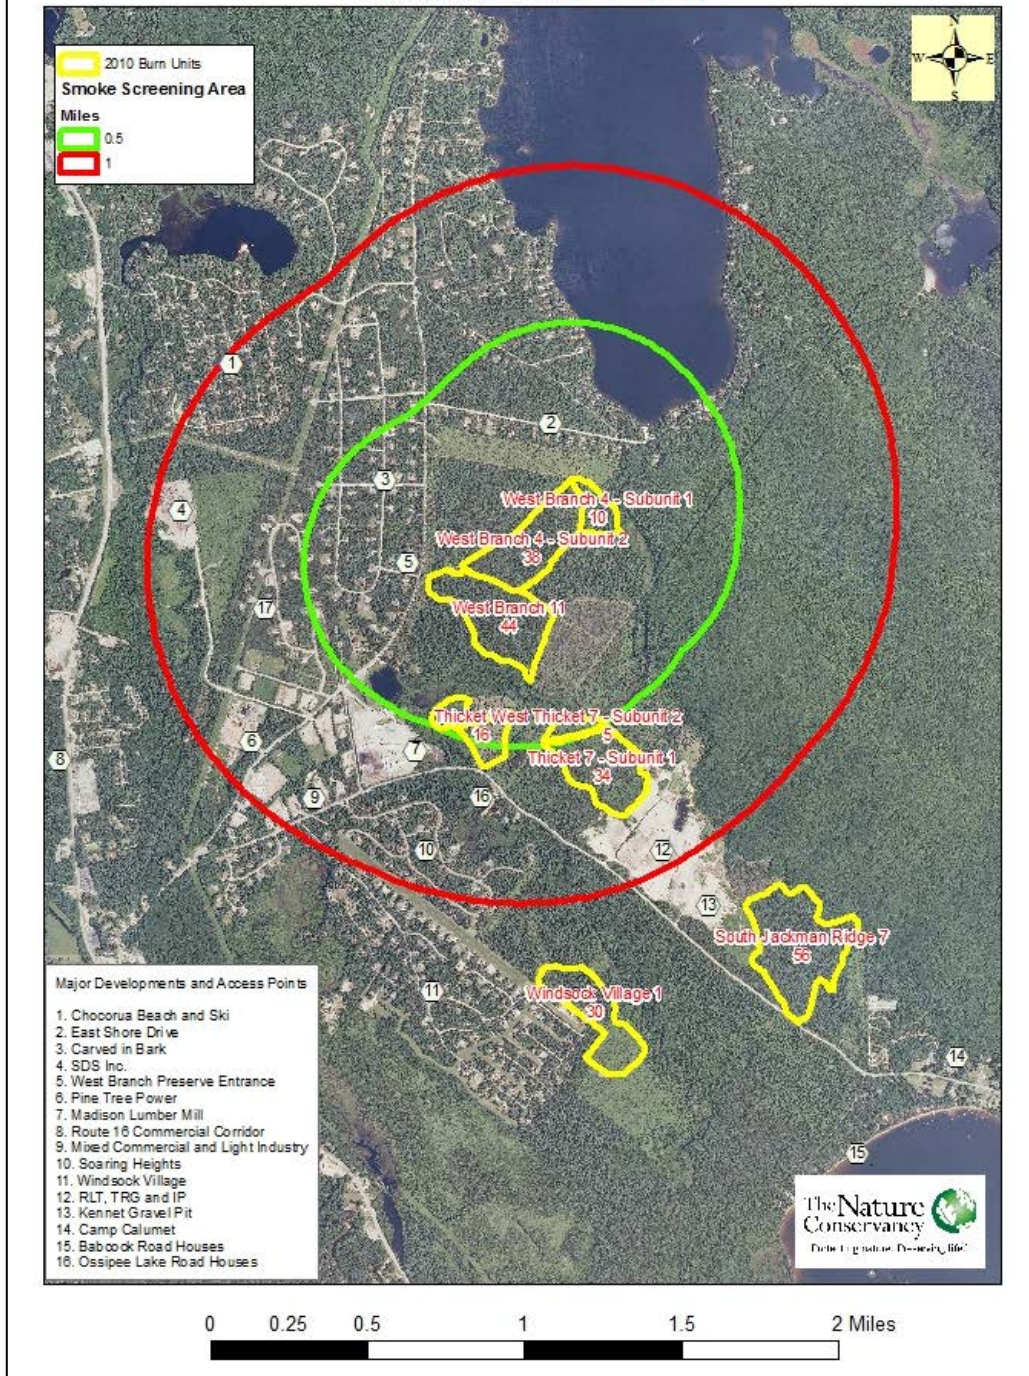 N
W
E
S
2010 Burn Units
Smoke Screening Area
Miles
0.5
1
1
2
3
4
5
17
6
7
8
9
16
10
12
13
11
14
15
West Branch 4 - Subunit 1
10
West Branch 4 - Subunit 2
38
West Branch 11
44
Thicket West Thicket 7 - Subunit 2
16
5
Thicket 7 - Subunit 1
34
South Jackman Ridge 7
56
Windsock Village 1
30
Major Developments and Access Points
1. Chocorua Beach and Ski
2. East Shore Drive
3. Carved in Bark
4. SDS Inc.
5. West Branch Preserve Entrance
6. Pine Tree Power
7. Madison Lumber Mill
8. Route 16 Commercial Corridor
9. Mixed Commercial and Light Industry
10. Soaring Heights
11. Windsock Village
12. RLT, TRG and IP
13. Kennet Gravel Pit
14. Camp Calumet
15. Babcock Road Houses
16. Ossipee Lake Road Houses
The Nature
Conservancy
Protecting nature. Preserving life.
0 0.25 0.5 1 1.5 2 Miles